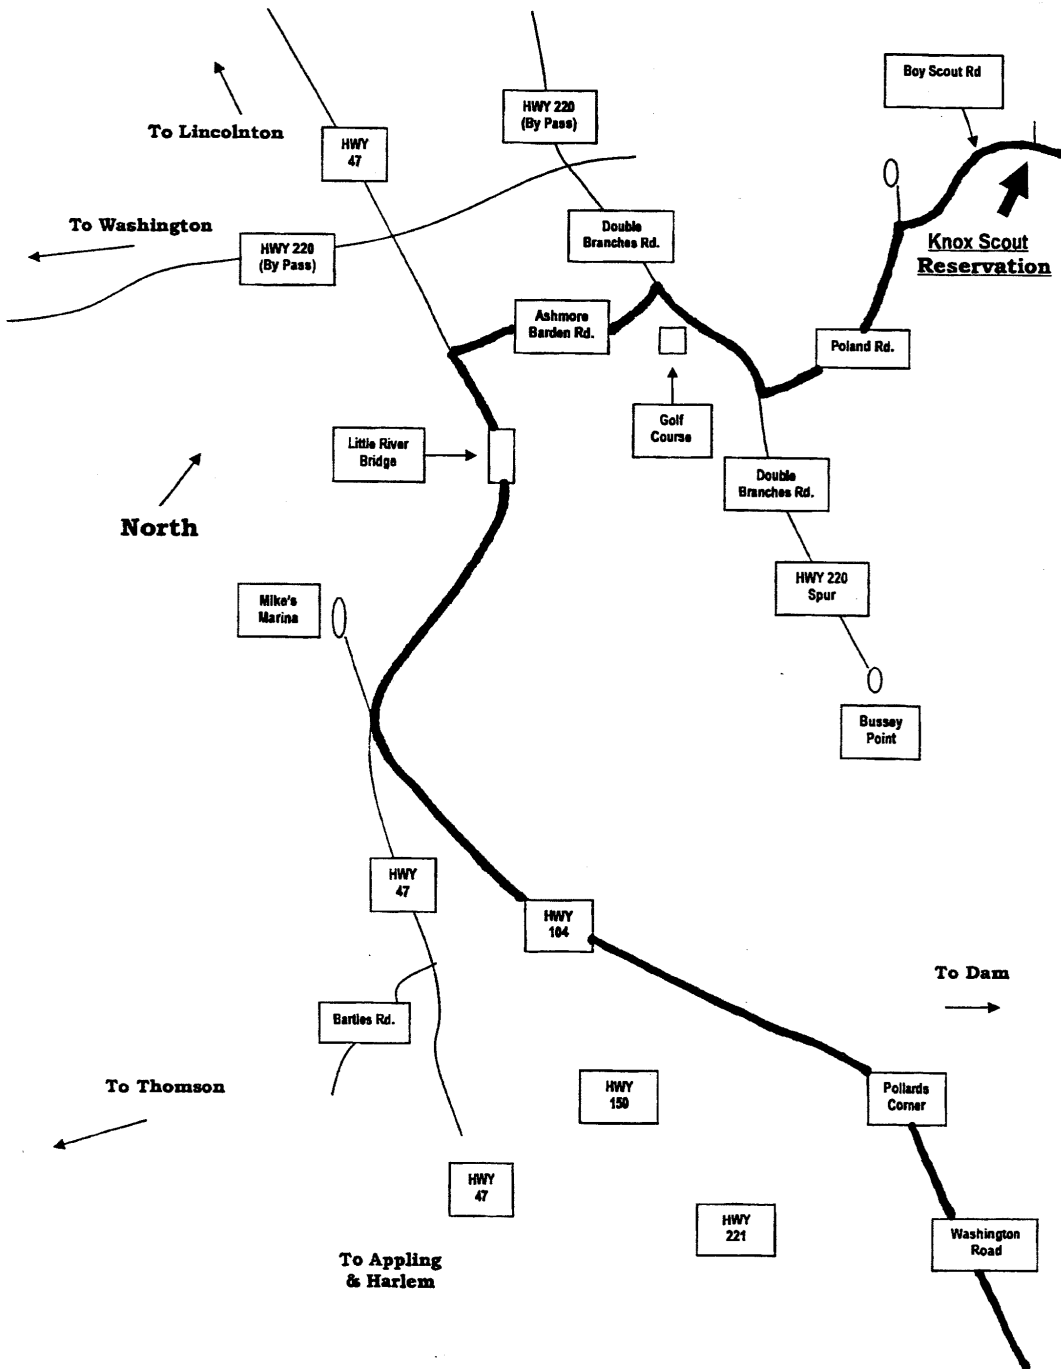 Boy Scout Rd
HWY 220
(By Pass)
To Lincolnton
HWY
47
To Washington
HWY 220
(By Pass)
Double
Branches Rd.
Knox Scout
Reservation
Ashmore
Barden Rd.
Poland Rd.
Golf
Course
Little River
Bridge
Double
Branches Rd.
North
HWY 220
Spur
Mike's
Marina
Bussey
Point
HWY
47
HWY
104
To Dam
Bartles Rd.
To Thomson
HWY
150
Pollards
Corner
HWY
47
HWY
221
Washington
Road
To Appling
& Harlem